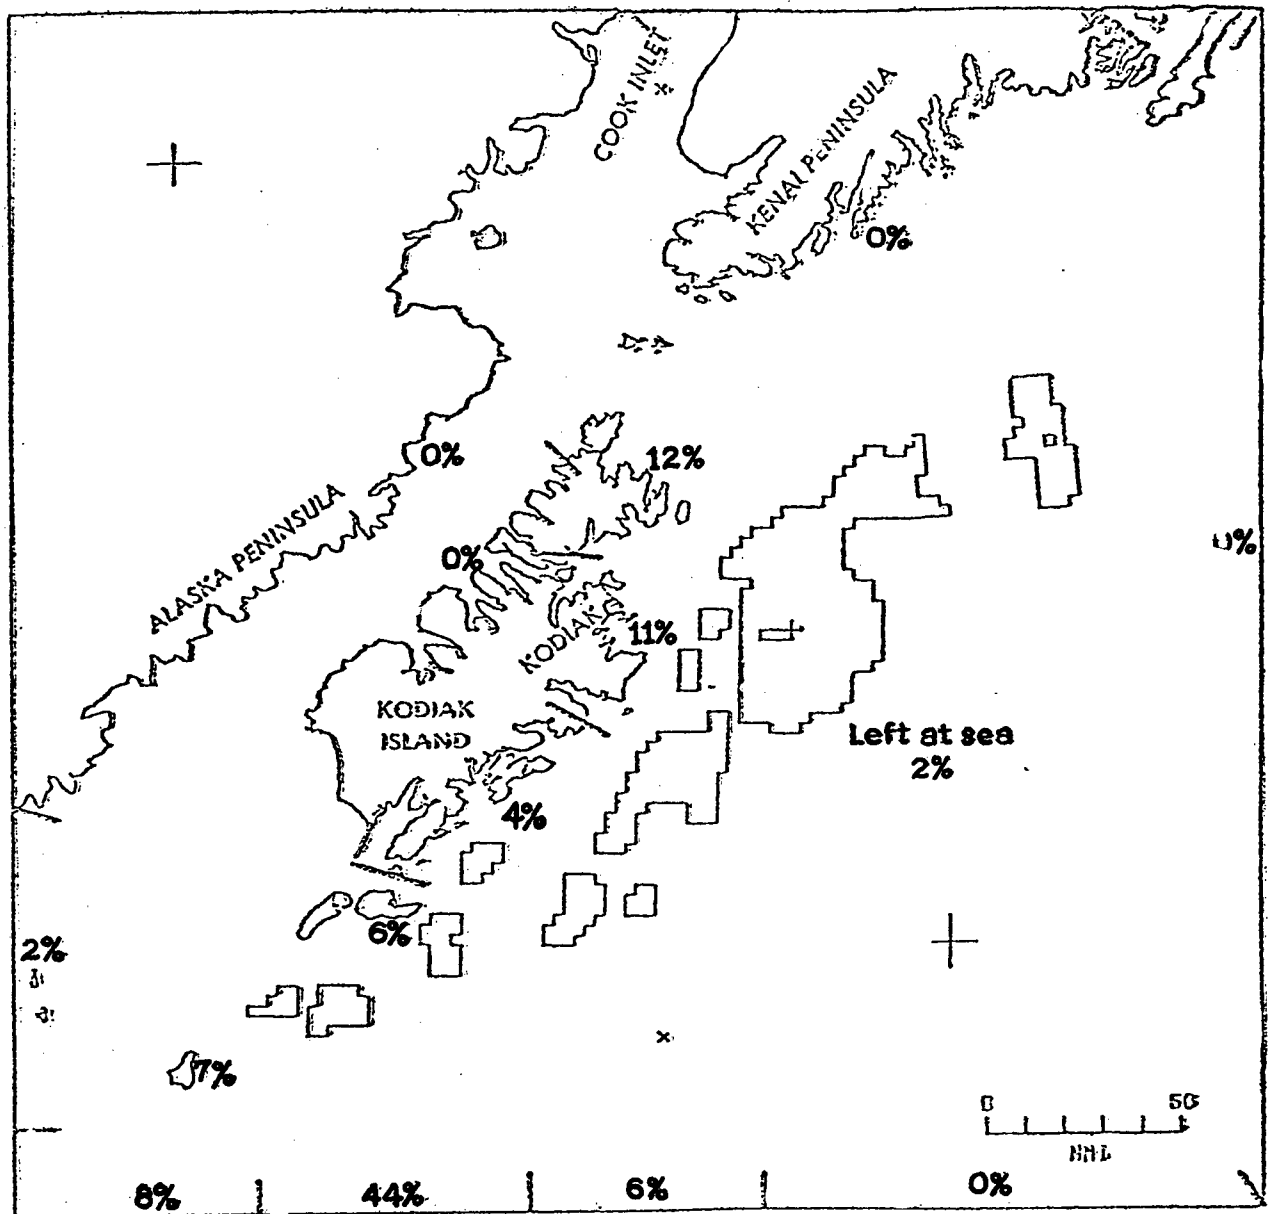 COOK INLET
KENAI PENINSULA
0%
0%
12%
ALASKA PENINSULA
0%
0%
KODIAK
11%
KODIAK
ISLAND
Left at sea
2%
4%
6%
2%
7%
0 50
8% 44% 6% 0%